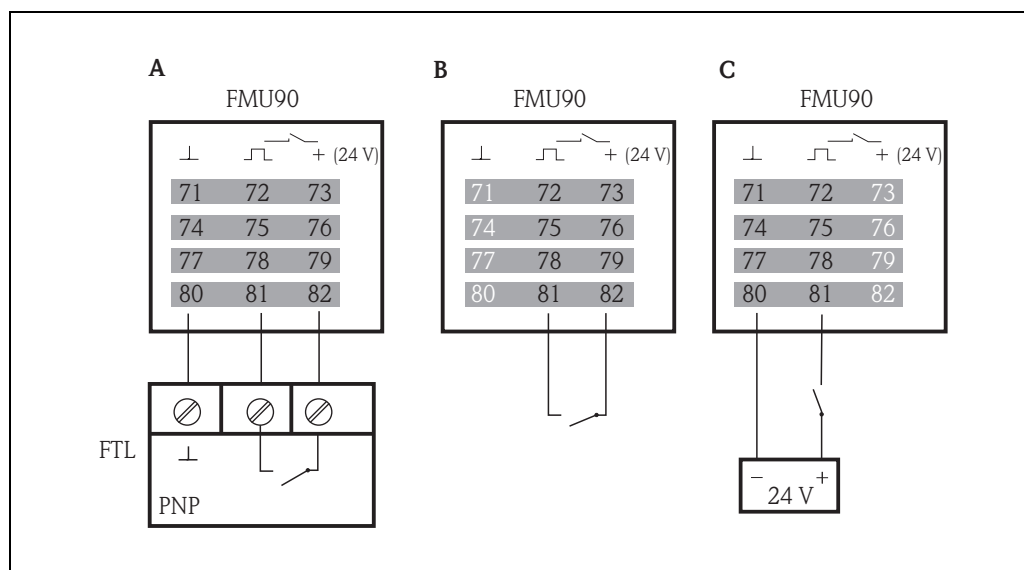 A B C
FMU90 FMU90 FMU90
+ (24 V) + (24 V) + (24 V)
71 72 73 71 72 73 71 72 73
74 75 76 74 75 76 74 75 76
77 78 79 77 78 79 77 78 79
80 81 82 80 81 82 80 81 82
FTL
PNP
− +
24 V